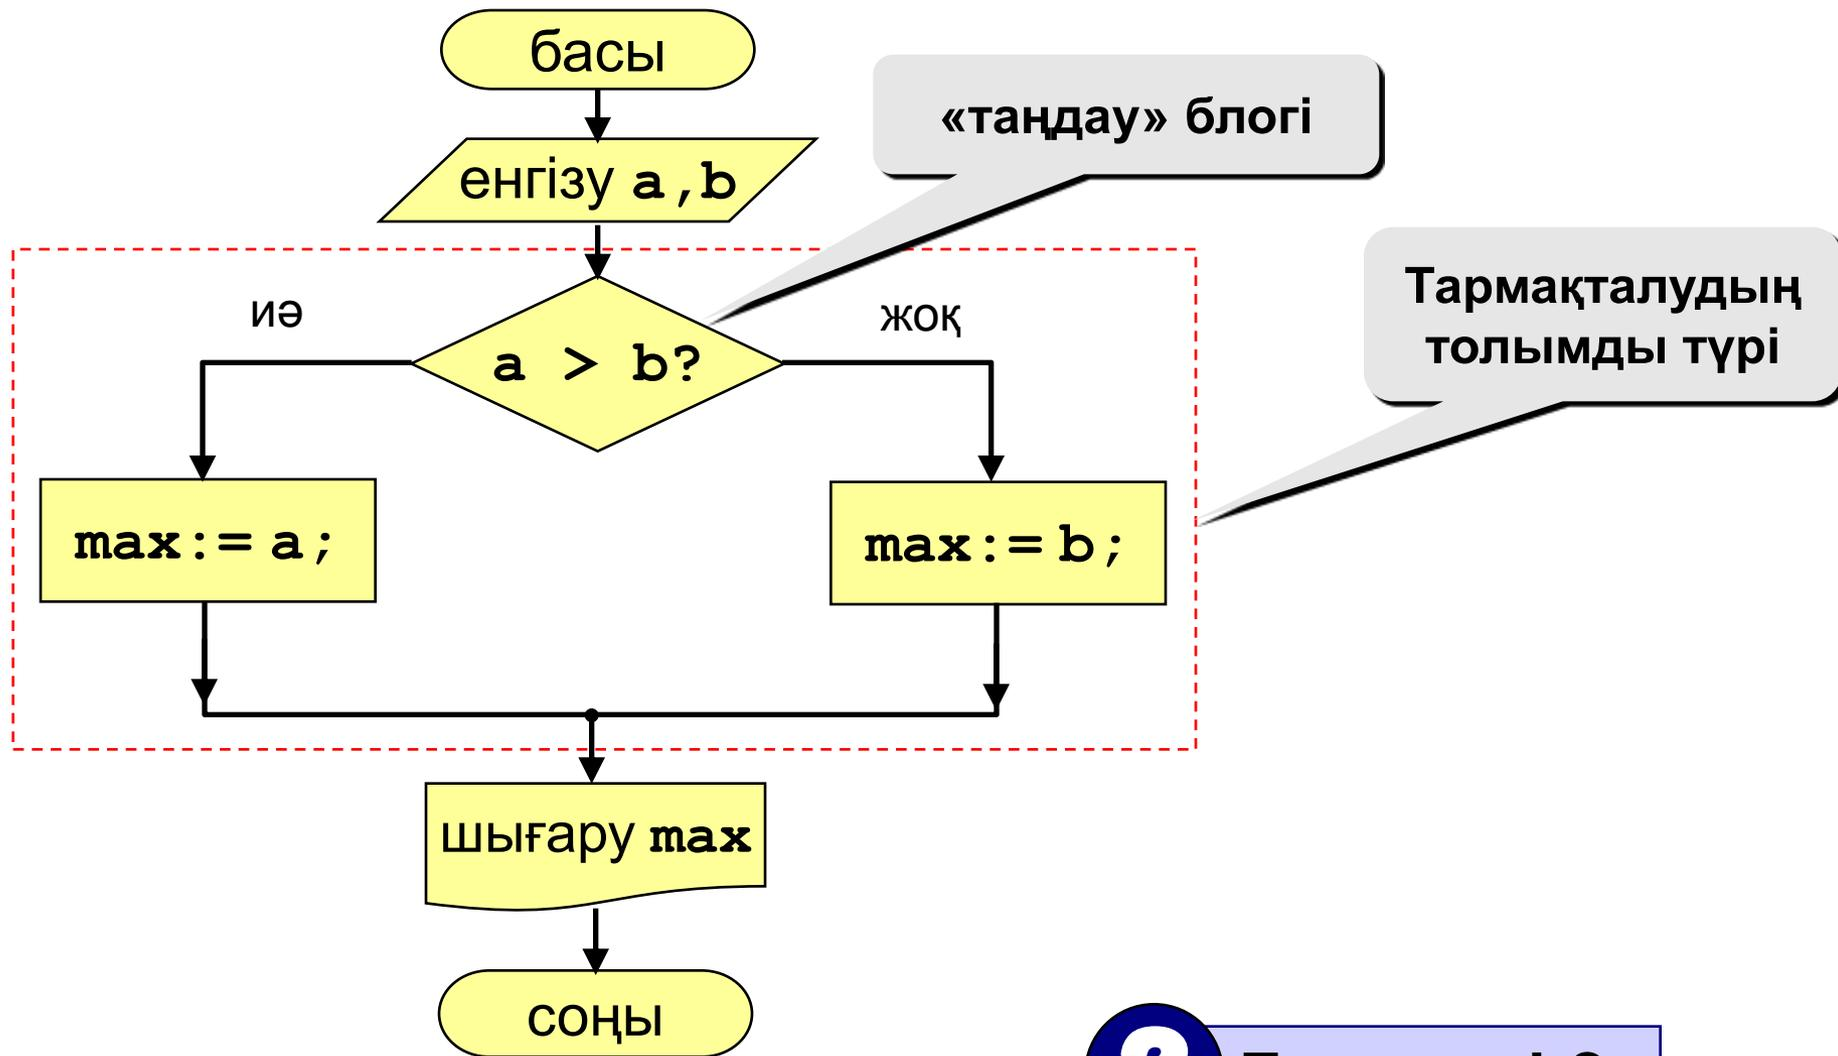 басы
«таңдау» блогі
енгізу a,b
Тармақталудың
толымды түрі
иә
жоқ
a > b?
max:= a;
max:= b;
шығару max
соңы
?